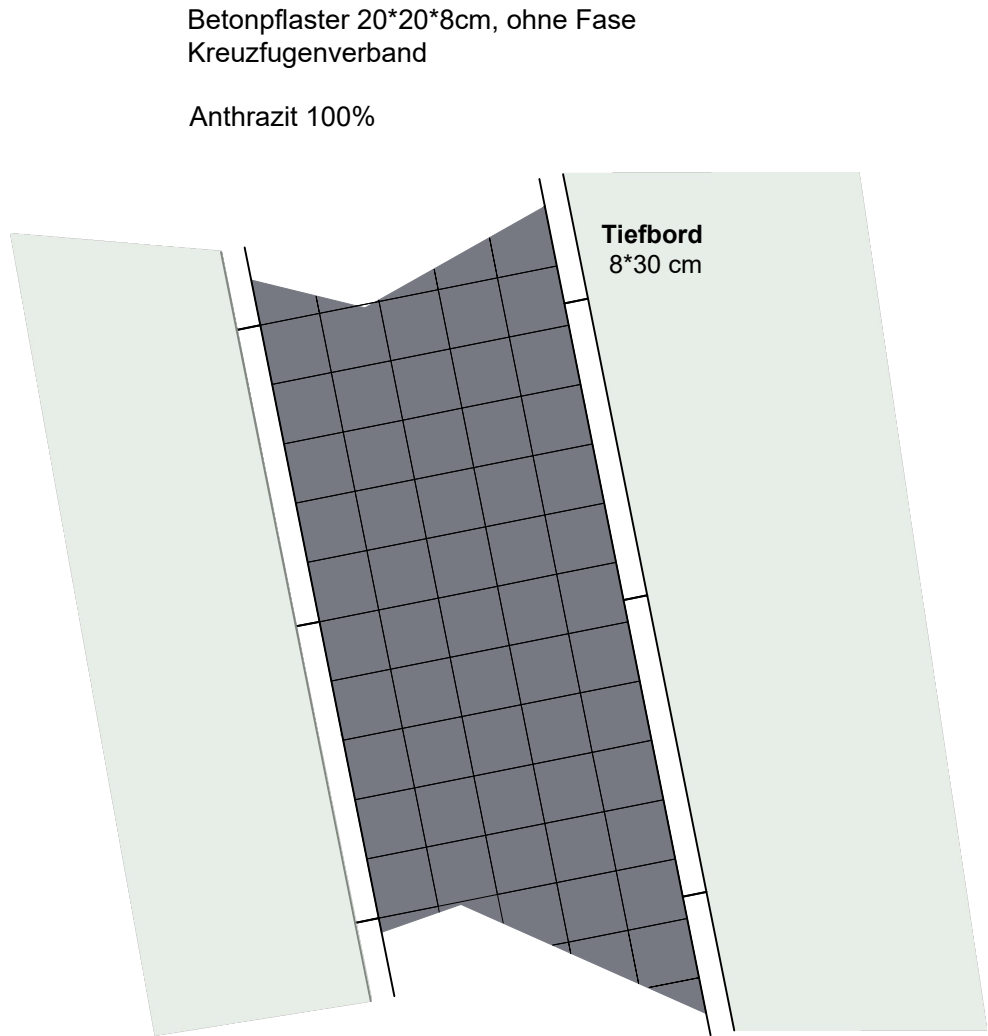 Betonpflaster 20*20*8cm, ohne Fase
Kreuzfugenverband
Anthrazit 100%
Tiefbord
8*30 cm